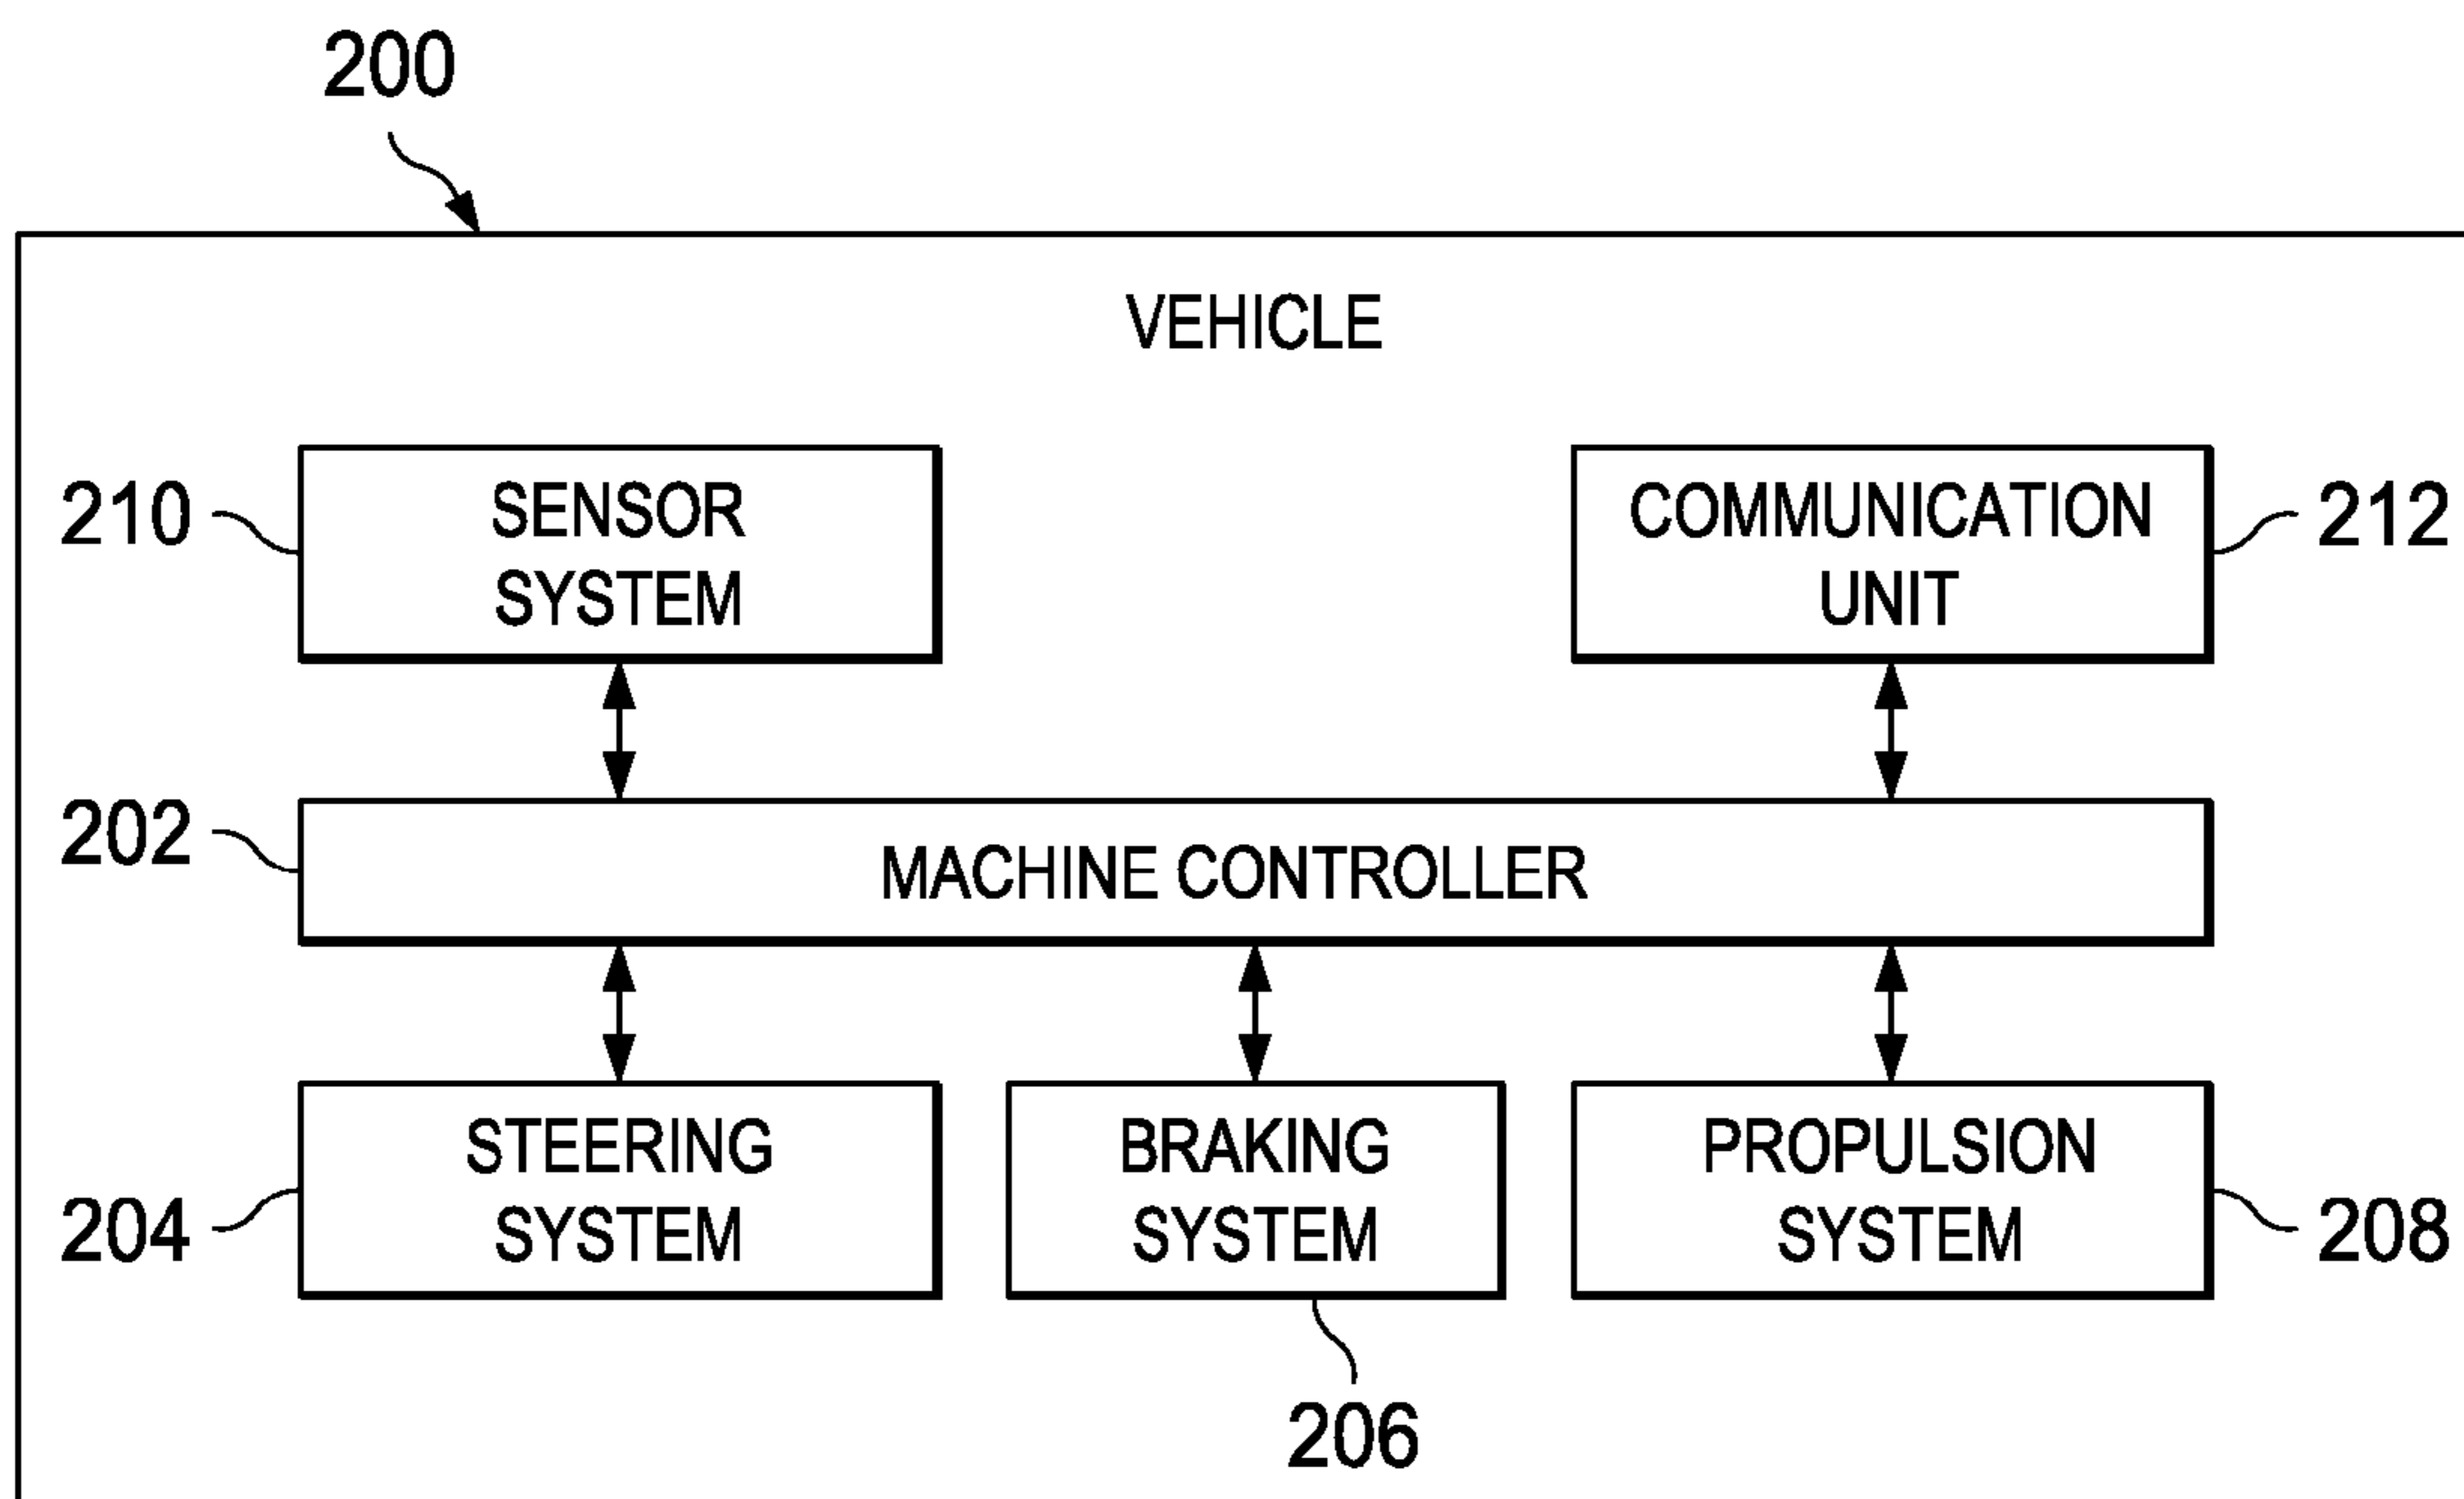 200
VEHICLE
210
SENSOR
SYSTEM
COMMUNICATION
UNIT
212
202
MACHINE CONTROLLER
204
STEERING
SYSTEM
BRAKING
SYSTEM
206
PROPULSION
SYSTEM
208